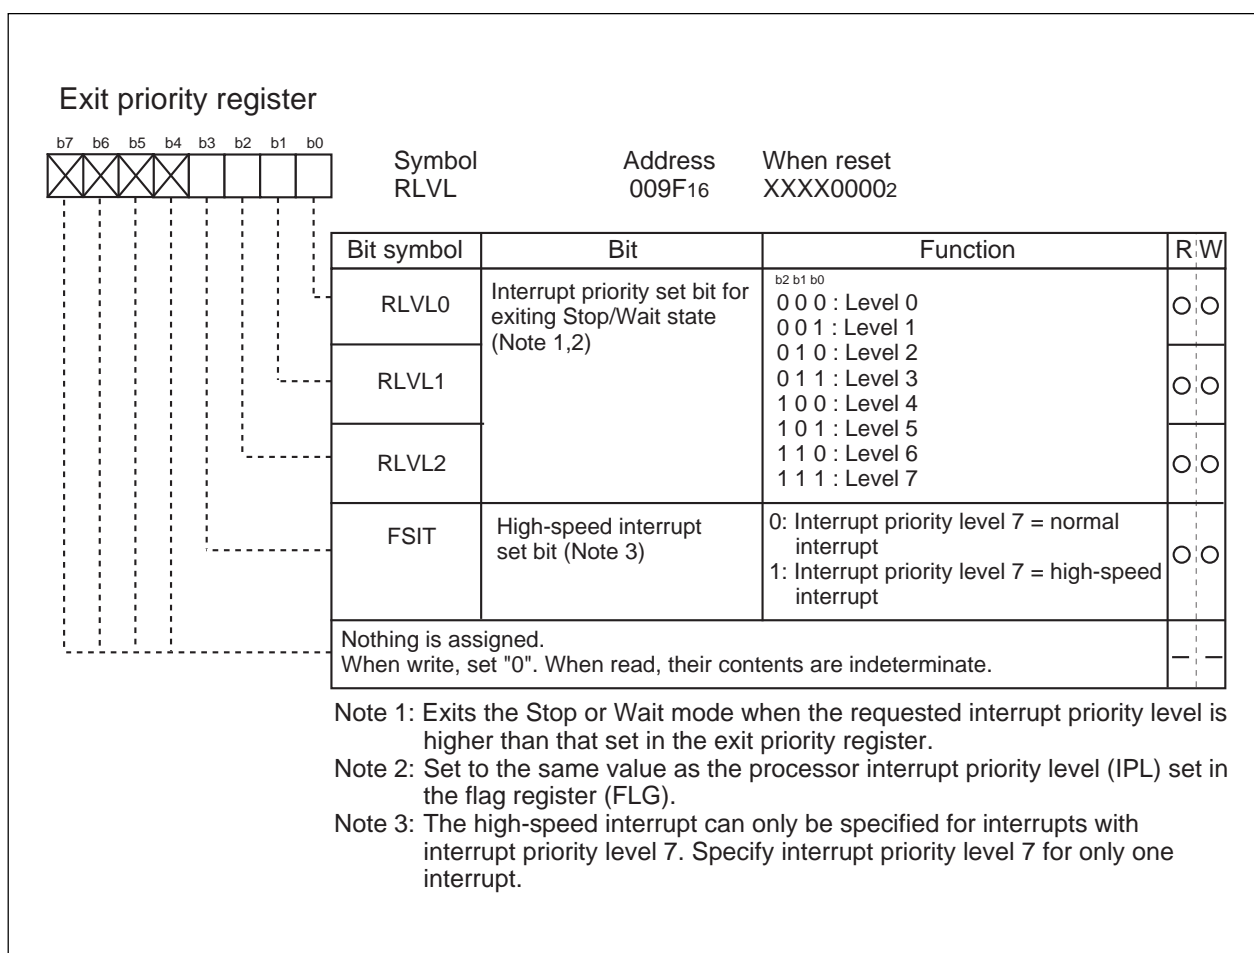 Exit priority register
b7 b6 b5 b4 b3 b2 b1 b0
Symbol Address When reset
RLVL 009F16 XXXX00002
Bit symbol Bit Function R W
RLVL0
Interrupt priority set bit for
exiting Stop/Wait state
(Note 1,2)
b2 b1 b0
0 0 0 : Level 0
0 0 1 : Level 1
0 1 0 : Level 2
0 1 1 : Level 3
1 0 0 : Level 4
1 0 1 : Level 5
1 1 0 : Level 6
1 1 1 : Level 7
RLVL1
RLVL2
FSIT
High-speed interrupt
set bit (Note 3)
0: Interrupt priority level 7 = normal
interrupt
1: Interrupt priority level 7 = high-speed
interrupt
Nothing is assigned.
When write, set "0". When read, their contents are indeterminate.
Note 1: Exits the Stop or Wait mode when the requested interrupt priority level is
higher than that set in the exit priority register.
Note 2: Set to the same value as the processor interrupt priority level (IPL) set in
the flag register (FLG).
Note 3: The high-speed interrupt can only be specified for interrupts with
interrupt priority level 7. Specify interrupt priority level 7 for only one
interrupt.